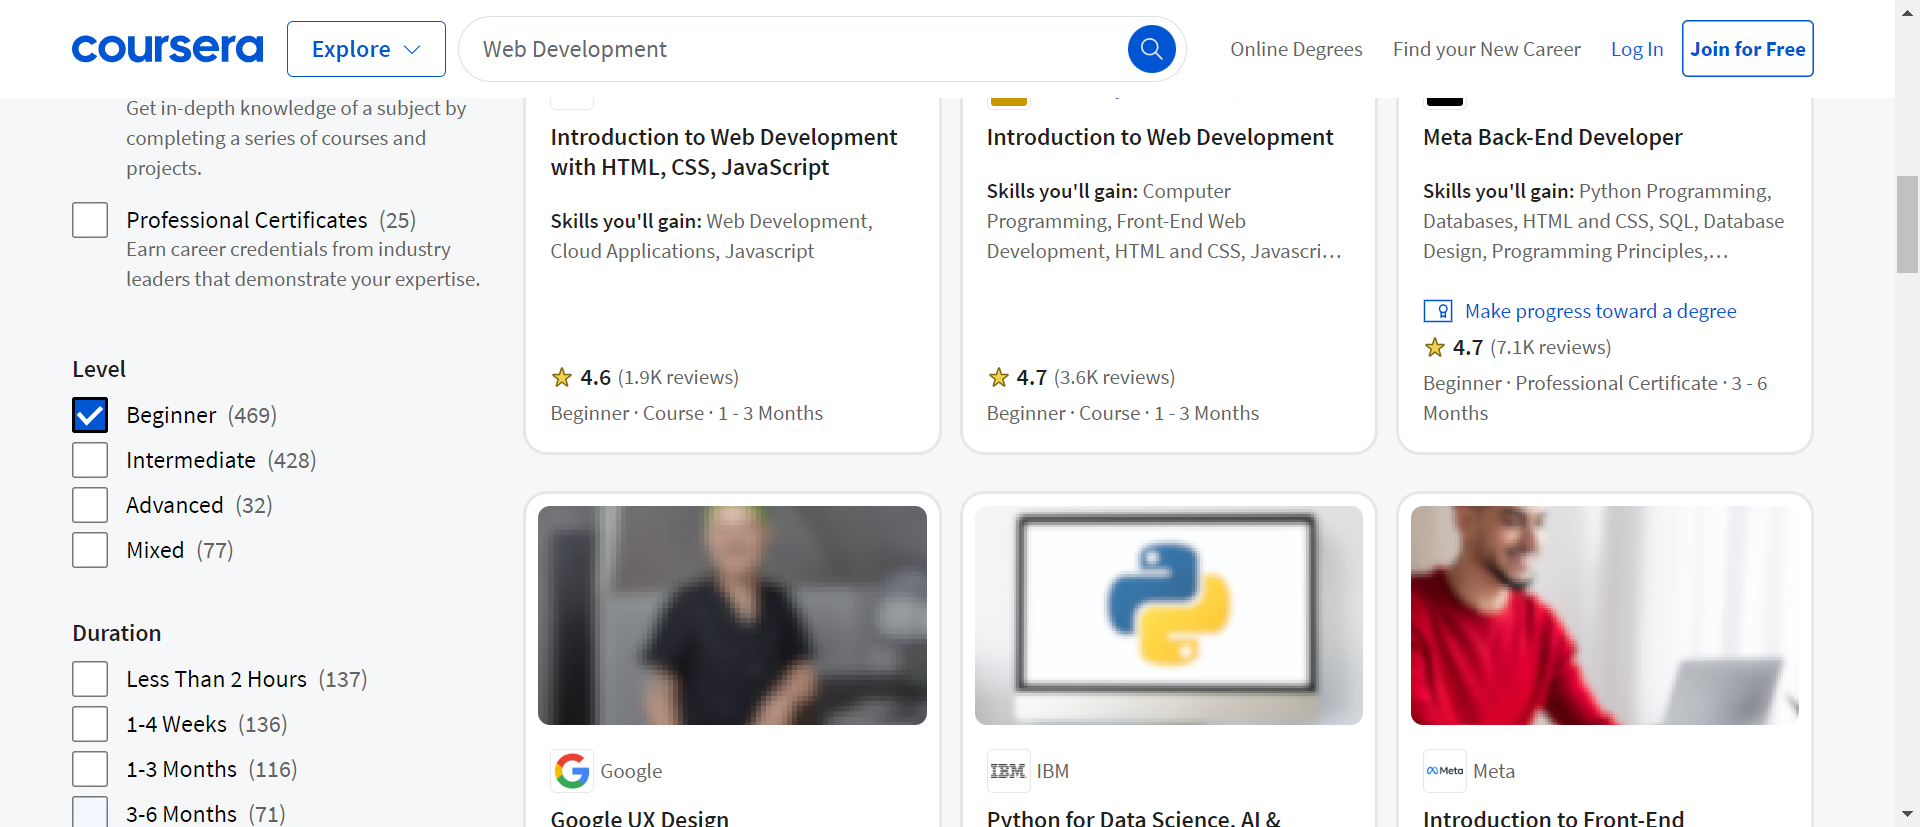 coursera
Explore
Web Development
Online Degrees
Find your New Career
Log In
Join for Free
Get in-depth knowledge of a subject by
completing a series of courses and
projects.
Professional Certificates (25)
Earn career credentials from industry
leaders that demonstrate your expertise.
Level
Beginner (469)
Intermediate (428)
Advanced (32)
Mixed (77)
Duration
Less Than 2 Hours (137)
1-4 Weeks (136)
1-3 Months (116)
3-6 Months (71)
Introduction to Web Development
with HTML, CSS, JavaScript
Skills you'll gain: Web Development,
Cloud Applications, Javascript
4.6 (1.9K reviews)
Beginner · Course · 1 - 3 Months
Introduction to Web Development
Skills you'll gain: Computer
Programming, Front-End Web
Development, HTML and CSS, Javascri...
4.7 (3.6K reviews)
Beginner · Course · 1 - 3 Months
Meta Back-End Developer
Skills you'll gain: Python Programming,
Databases, HTML and CSS, SQL, Database
Design, Programming Principles,...
Make progress toward a degree
4.7 (7.1K reviews)
Beginner · Professional Certificate · 3 - 6
Months
Google
Google UX Design
IBM IBM
Python for Data Science, AI &
Meta Meta
Introduction to Front-End